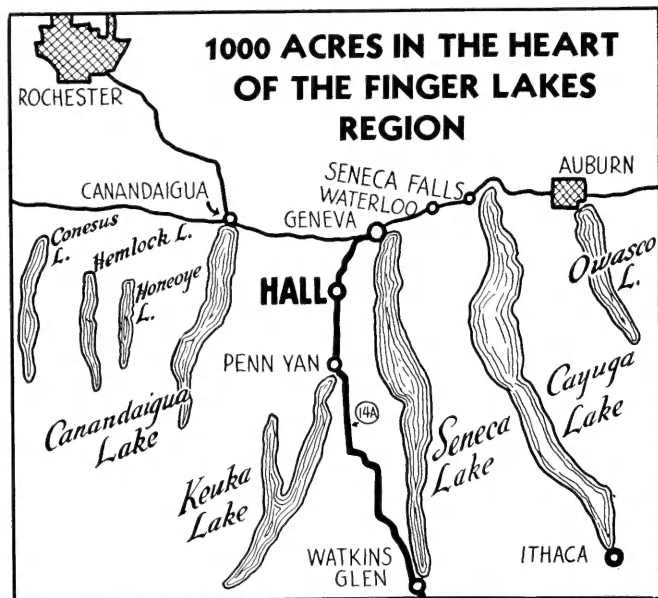 1000 ACRES IN THE HEART
OF THE FINGER LAKES
REGION
ROCHESTER
CANANDAIGUA
GENEVA
WATERLOO
SENECA FALLS
AUBURN
Conesus
L.
Hemlock L.
Honeoye
L.
Owasco
L.
HALL
PENN YAN
Canandaigua
Lake
14A
Keuka
Lake
Seneca
Lake
Cayuga
Lake
WATKINS
GLEN
ITHACA